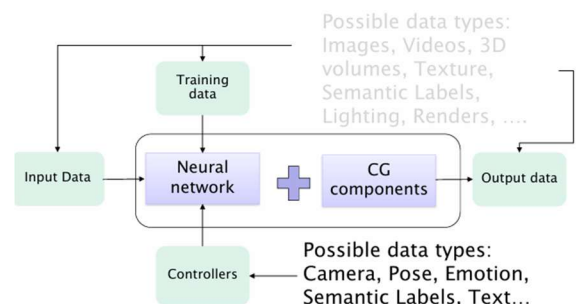 Possible data types:
Images, Videos, 3D
volumes, Texture,
Semantic Labels,
Lighting, Renders, ....
Training
data
Input Data
Neural
network
CG
components
Output data
Controllers
Possible data types:
Camera, Pose, Emotion,
Semantic Labels, Text...